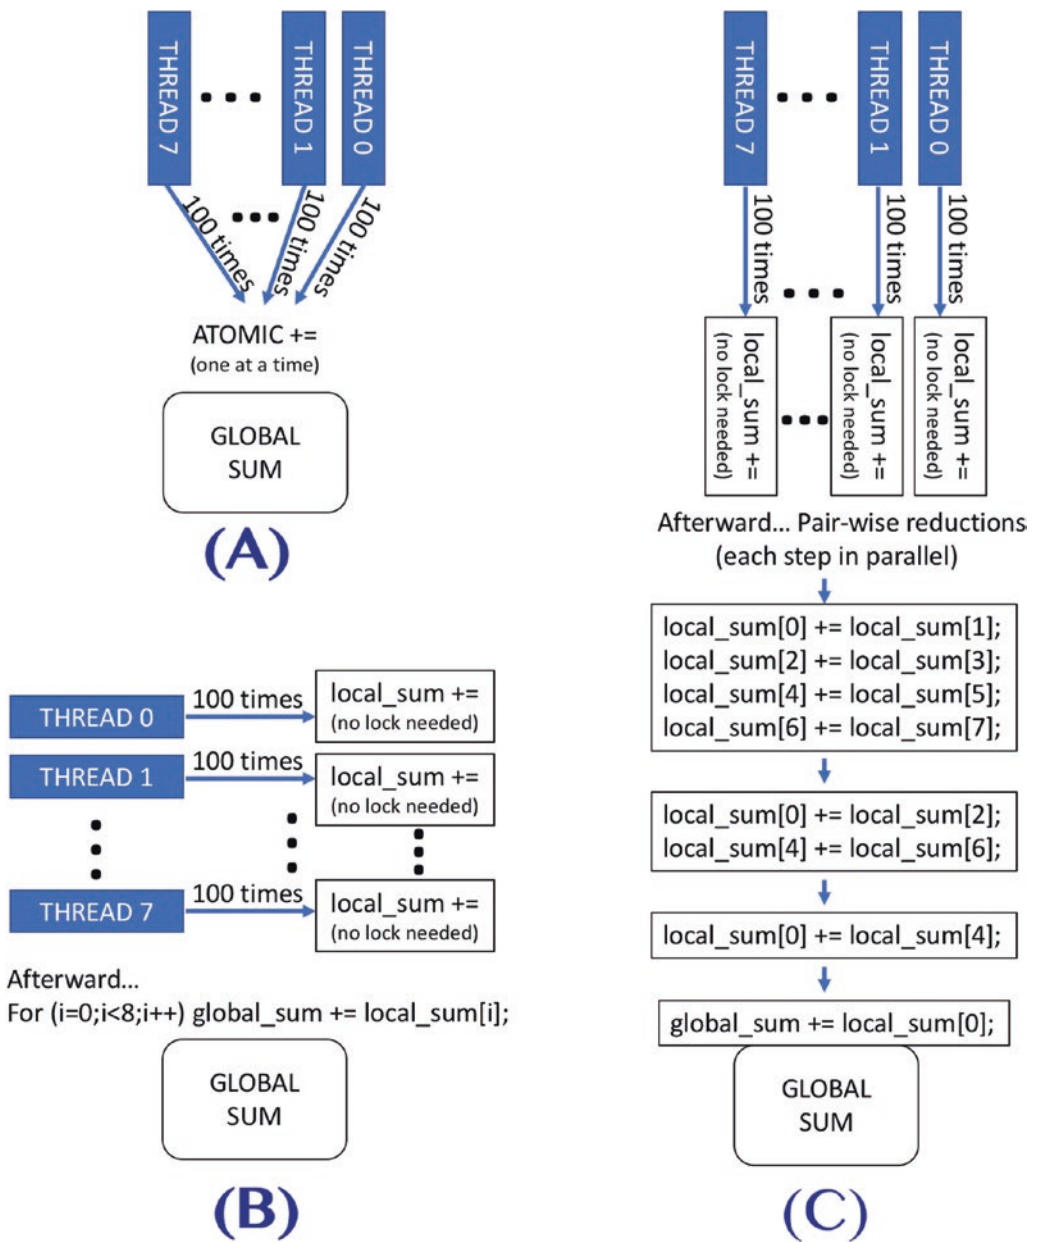 THREAD 7
THREAD 1
THREAD 0
100 times
100 times
100 times
ATOMIC +=
(one at a time)
GLOBAL
SUM
(A)
THREAD 0
100 times
local_sum +=
(no lock needed)
THREAD 1
100 times
local_sum +=
(no lock needed)
THREAD 7
100 times
local_sum +=
(no lock needed)
Afterward...
For (i=0;i<8;i++) global_sum += local_sum[i];
GLOBAL
SUM
(B)
THREAD 7
THREAD 1
THREAD 0
100 times
100 times
100 times
local_sum +=
(no lock needed)
local_sum +=
(no lock needed)
local_sum +=
(no lock needed)
Afterward... Pair-wise reductions
(each step in parallel)
local_sum[0] += local_sum[1];
local_sum[2] += local_sum[3];
local_sum[4] += local_sum[5];
local_sum[6] += local_sum[7];
local_sum[0] += local_sum[2];
local_sum[4] += local_sum[6];
local_sum[0] += local_sum[4];
global_sum += local_sum[0];
GLOBAL
SUM
(C)